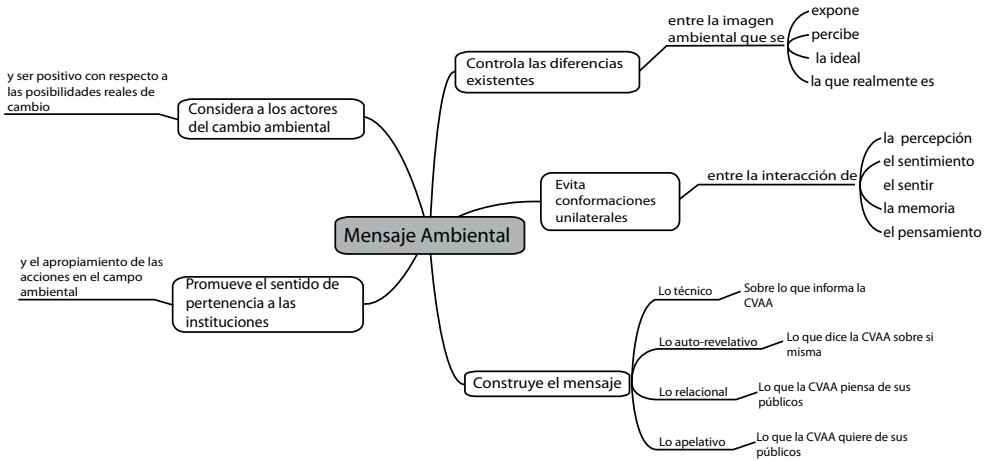 Mensaje Ambiental
Controla las diferencias
existentes
entre la imagen
ambiental que se
expone
percibe
la ideal
la que realmente es
Evita
conformaciones
unilaterales
entre la interacción de
la percepción
el sentimiento
el sentir
la memoria
el pensamiento
Construye el mensaje
Lo técnico
Sobre lo que informa la
CVAA
Lo auto-revelativo
Lo que dice la CVAA sobre si
misma
Lo relacional
Lo que la CVAA piensa de sus
públicos
Lo apelativo
Lo que la CVAA quiere de sus
públicos
Considera a los actores
del cambio ambiental
y ser positivo con respecto a
las posibilidades reales de
cambio
Promueve el sentido de
pertenencia a las
instituciones
y el apropiamiento de las
acciones en el campo
ambiental